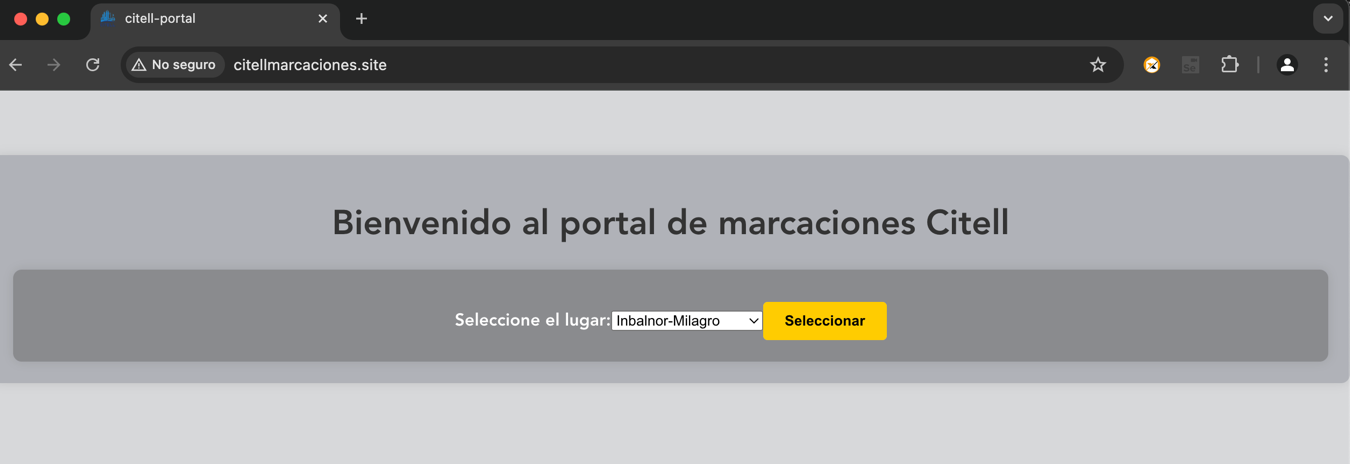 citell-portal
No seguro
citellmarcaciones.site
Bienvenido al portal de marcaciones Citell
Seleccione el lugar: Inbalnor-Milagro Seleccionar